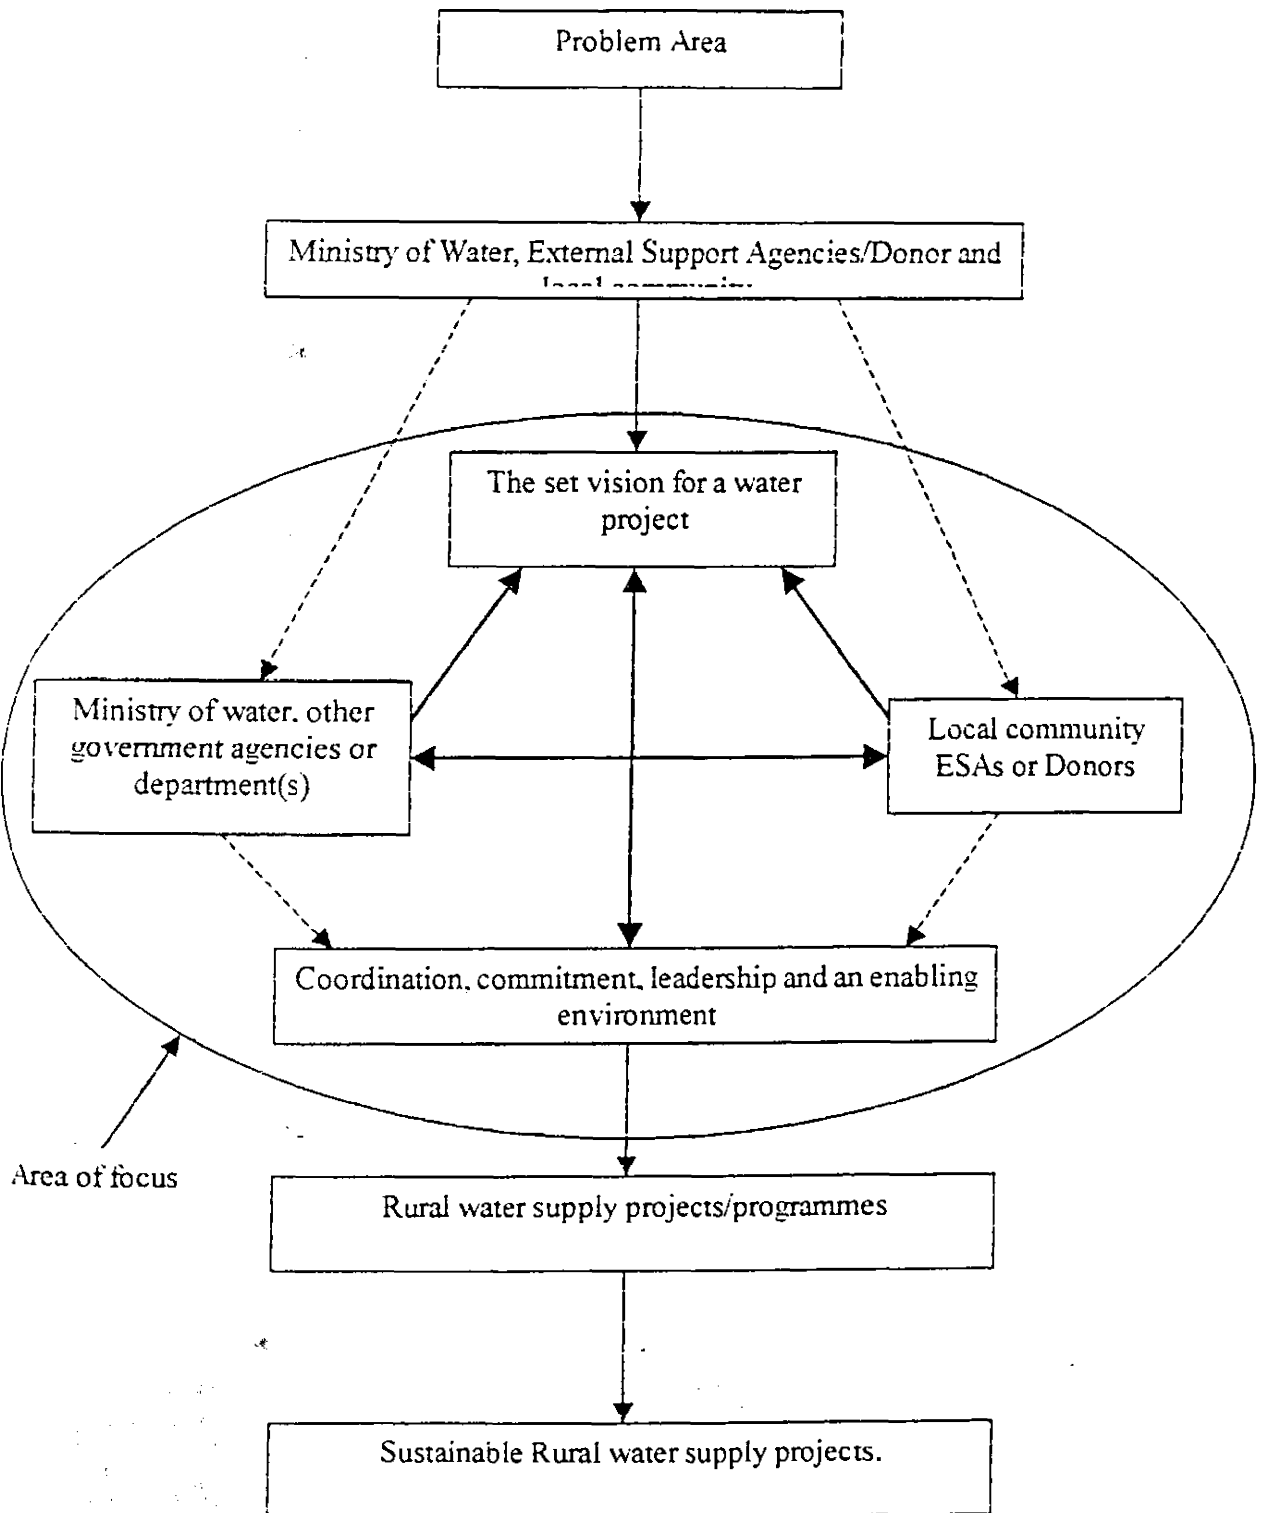 Problem Area
Ministry of Water, External Support Agencies/Donor and
local community
The set vision for a water
project
Ministry of water, other
government agencies or
department(s)
Local community
ESAs or Donors
Coordination, commitment, leadership and an enabling
environment
Area of focus
Rural water supply projects/programmes
Sustainable Rural water supply projects.